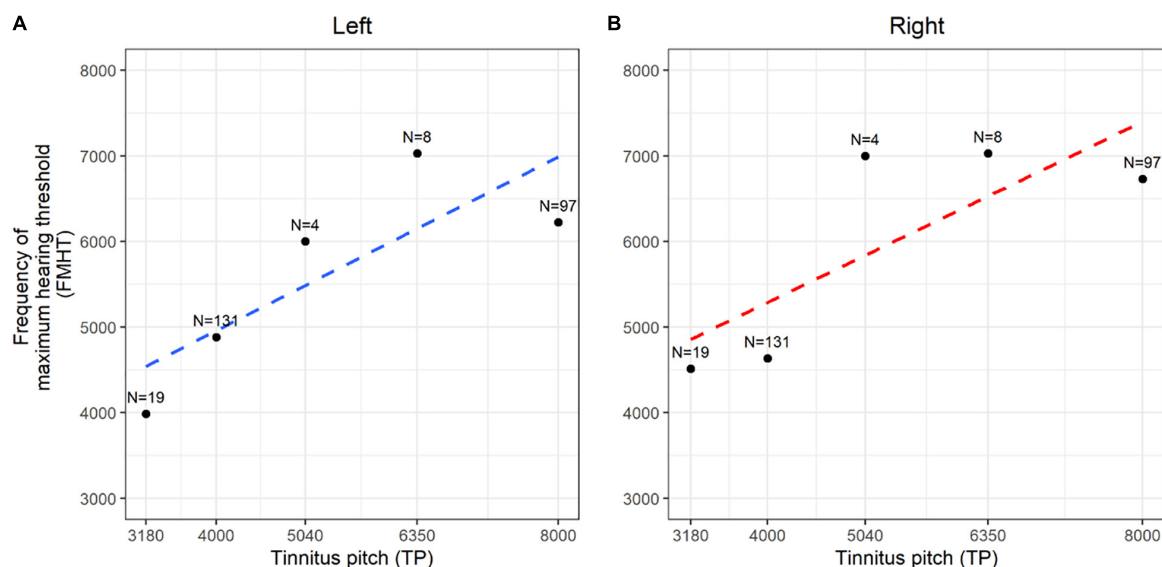 A
Left
Frequency of
maximum hearing threshold
(FMHT)
8000
7000
6000
5000
4000
3000
N=19
N=131
N=4
N=8
N=97
3180
4000
5040
6350
8000
Tinnitus pitch (TP)
B
Right
8000
7000
6000
5000
4000
3000
N=19
N=131
N=4
N=8
N=97
3180
4000
5040
6350
8000
Tinnitus pitch (TP)